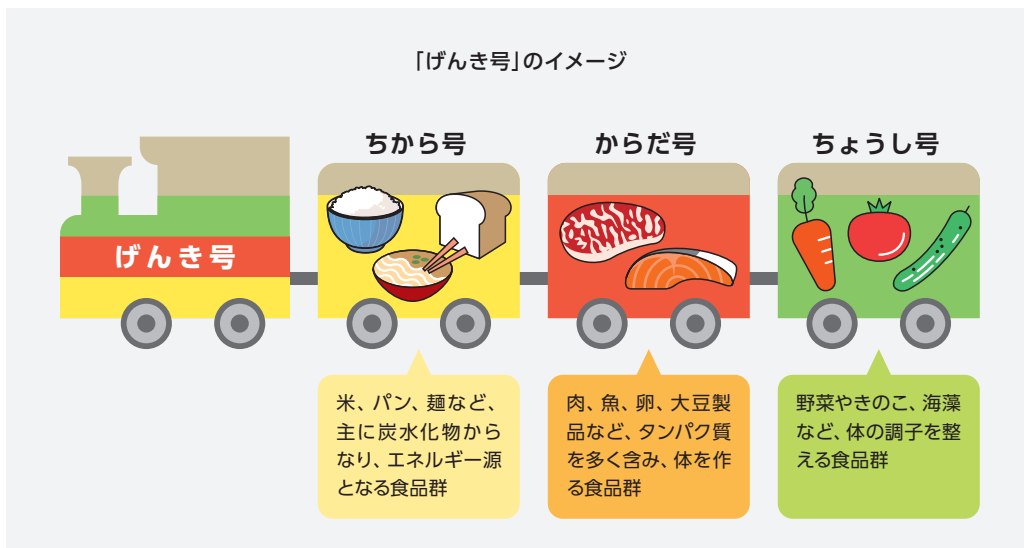 「げんき号」のイメージ
げんき号
ちから号
米、パン、麺など、
主に炭水化物から
なり、エネルギー源
となる食品群
からだ号
肉、魚、卵、大豆製
品など、タンパク質
を多く含み、体を作
る食品群
ちょうし号
野菜やきのこ、海藻
など、体の調子を整
える食品群